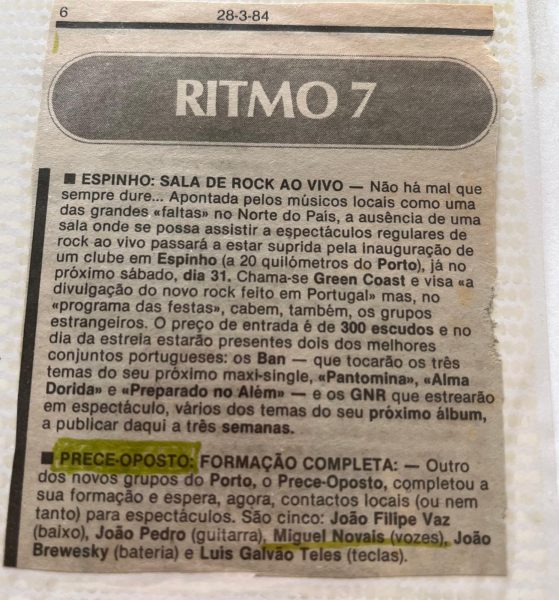 6
28-3-84
RITMO 7
■ ESPINHO: SALA DE ROCK AO VIVO — Não há mal que
sempre dure... Apontada pelos músicos locais como uma
das grandes «faltas» no Norte do País, a ausência de uma
sala onde se possa assistir a espectáculos regulares de
rock ao vivo passará a estar suprida pela inauguração de
um clube em Espinho (a 20 quilómetros do Porto), já no
próximo sábado, dia 31. Chama-se Green Coast e visa «a
divulgação do novo rock feito em Portugal» mas, no
«programa das festas», cabem, também, os grupos
estrangeiros. O preço de entrada é de 300 escudos e no
dia da estreia estarão presentes dois dos melhores
conjuntos portugueses: os Ban — que tocarão os três
temas do seu próximo maxi-single, «Pantomina», «Alma
Dorida» e «Preparado no Além» — e os GNR que estrearão
em espectáculo, vários dos temas do seu próximo álbum,
a publicar daqui a três semanas.
■ PRECE-OPOSTO: FORMAÇÃO COMPLETA: — Outro
dos novos grupos do Porto, o Prece-Oposto, completou a
sua formação e espera, agora, contactos locais (ou nem
tanto) para espectáculos. São cinco: João Filipe Vaz
(baixo), João Pedro (guitarra), Miguel Novais (vozes), João
Brewesky (bateria) e Luis Galvão Teles (teclas).